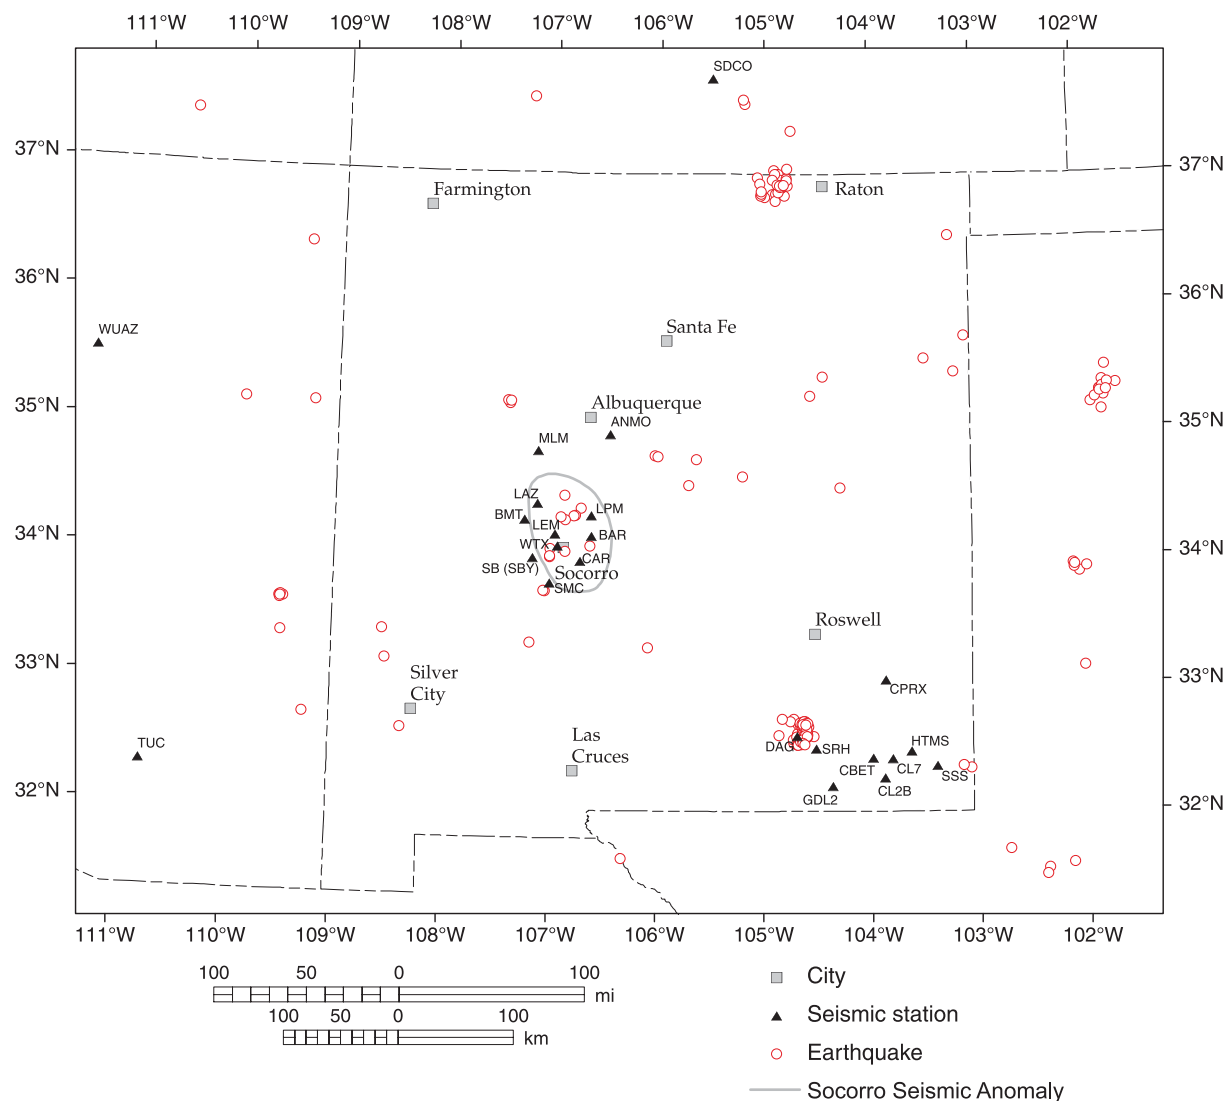 111°W 110°W 109°W 108°W 107°W 106°W 105°W 104°W 103°W 102°W
SDCO
37°N
37°N
Farmington
Raton
36°N
36°N
WUAZ
Santa Fe
35°N
35°N
Albuquerque
ANMO
MLM
LAZ
BMT
LPM
LEM
34°N
34°N
WTX
BAR
SB (SBY)
CAR
Socorro
SMC
Roswell
33°N
33°N
Silver
City
CPRX
TUC
Las
Cruces
DAG
SRH
HTMS
CBET
CL7
SSS
32°N
32°N
GDL2
CL2B
111°W 110°W 109°W 108°W 107°W 106°W 105°W 104°W 103°W 102°W
100 50 0 100
mi
100 50 0 100
km
City
Seismic station
Earthquake
Socorro Seismic Anomaly